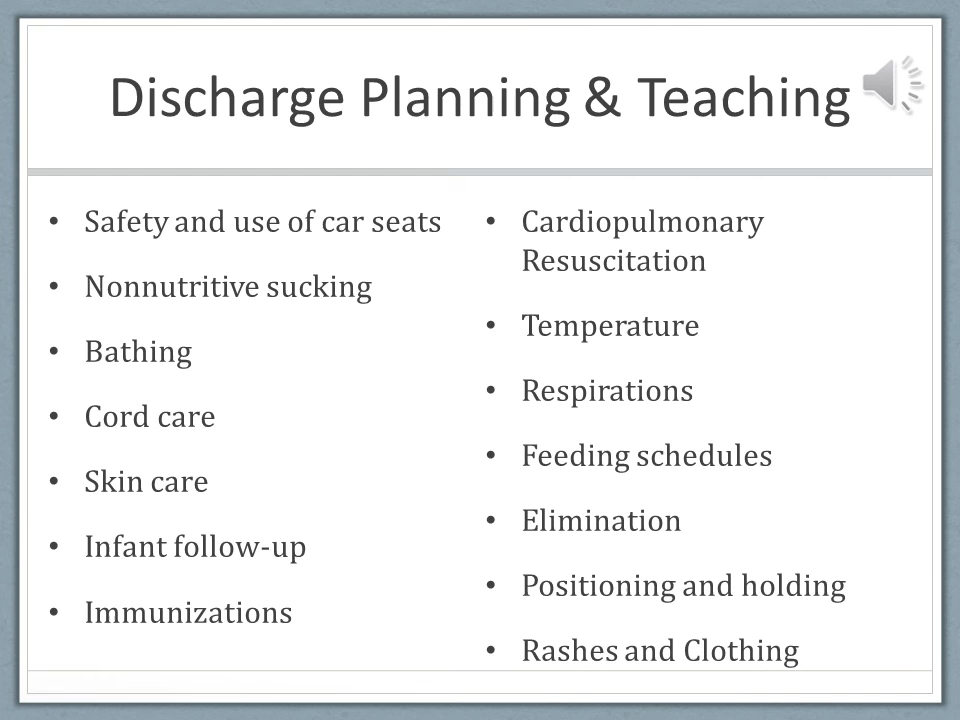 Discharge Planning & Teaching
• Safety and use of car seats
• Nonnutritive sucking
• Bathing
• Cord care
• Skin care
• Infant follow-up
• Immunizations
• Cardiopulmonary
Resuscitation
• Temperature
• Respirations
• Feeding schedules
• Elimination
• Positioning and holding
• Rashes and Clothing